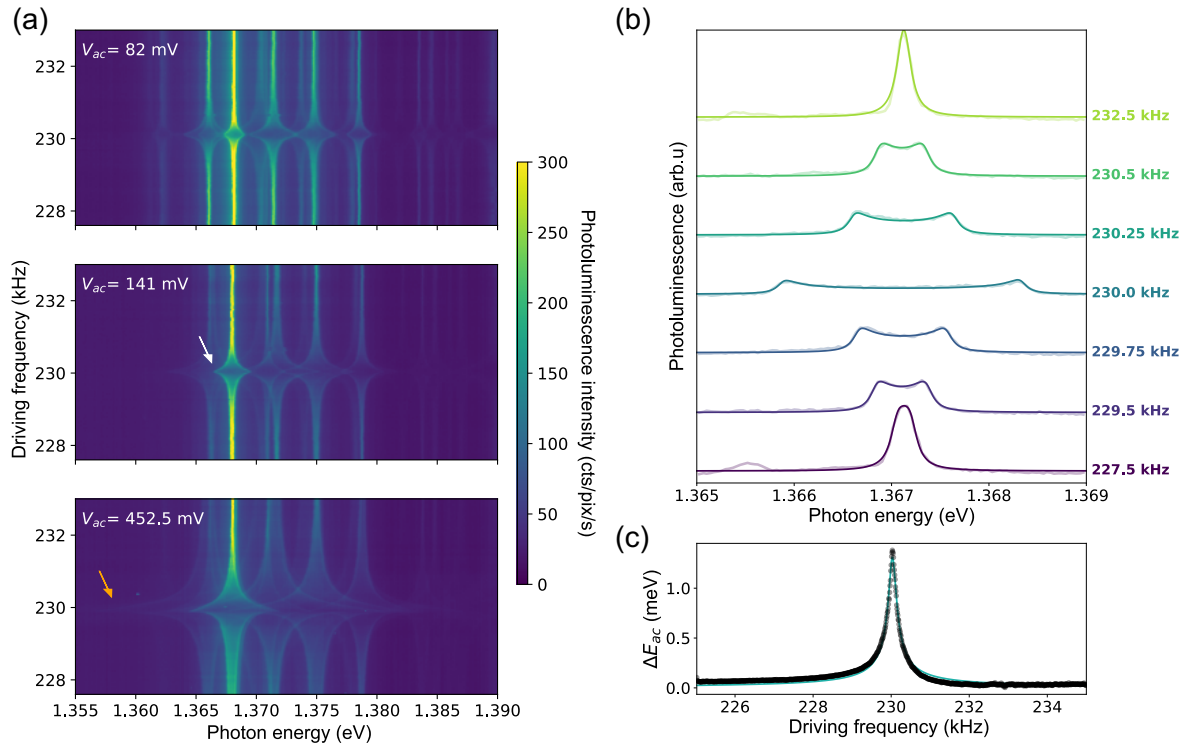 (a)
V_ac = 82 mV
232
230
228
V_ac = 141 mV
232
230
228
V_ac = 452.5 mV
232
230
228
1.355 1.360 1.365 1.370 1.375 1.380 1.385 1.390
Photon energy (eV)
Driving frequency (kHz)
300
250
200
150
100
50
0
Photoluminescence intensity (cts/pix/s)
(b)
232.5 kHz
230.5 kHz
230.25 kHz
230.0 kHz
229.75 kHz
229.5 kHz
227.5 kHz
Photoluminescence (arb.u)
1.365 1.366 1.367 1.368 1.369
Photon energy (eV)
(c)
ΔE_ac (meV)
1.0
0.5
0.0
226 228 230 232 234
Driving frequency (kHz)